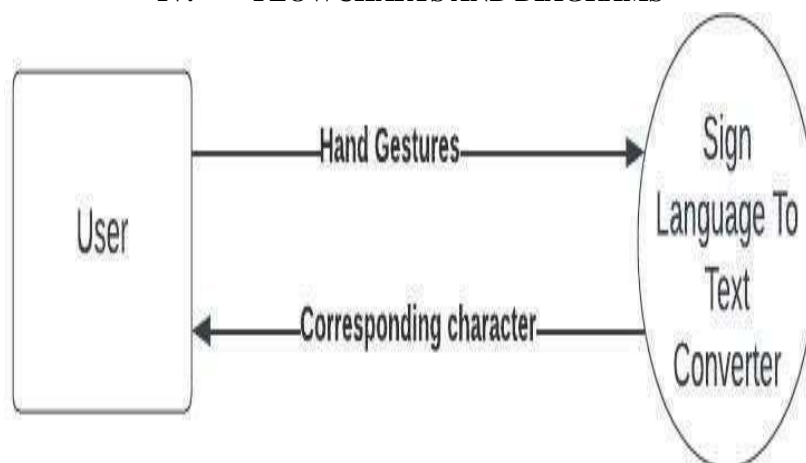 User
Hand Gestures
Corresponding character
Sign
Language To
Text
Converter